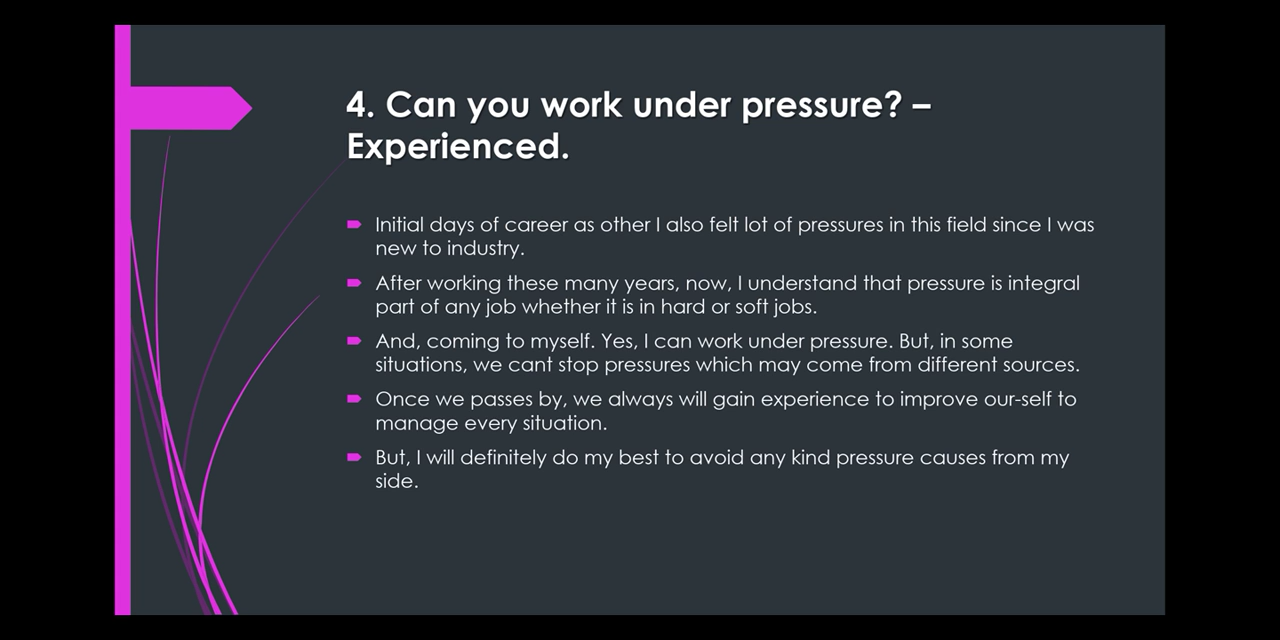 4. Can you work under pressure? –
Experienced.
Initial days of career as other I also felt lot of pressures in this field since I was
new to industry.
After working these many years, now, I understand that pressure is integral
part of any job whether it is in hard or soft jobs.
And, coming to myself. Yes, I can work under pressure. But, in some
situations, we cant stop pressures which may come from different sources.
Once we passes by, we always will gain experience to improve our-self to
manage every situation.
But, I will definitely do my best to avoid any kind pressure causes from my
side.